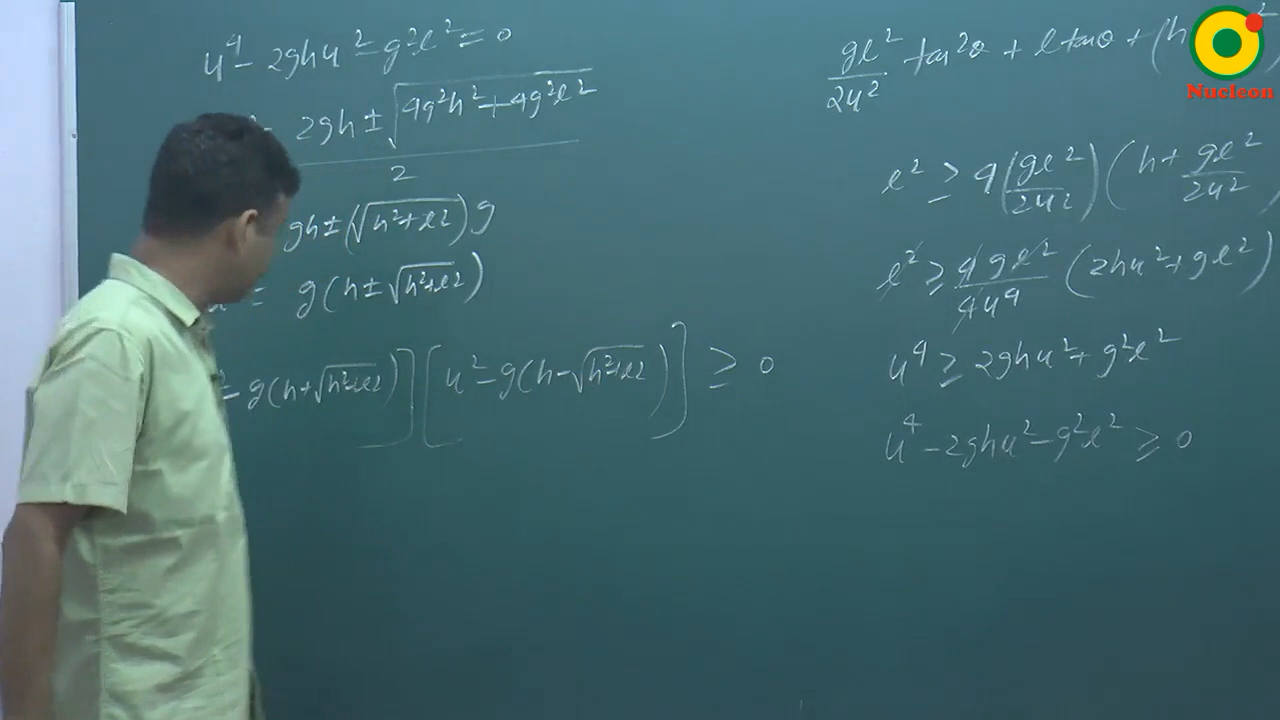 u⁴ - 2ghu² - g²l² = 0
2gh ± √(4g²h² + 4g²l²)
2
gh ± (√(h²+l²)) g
= g(h ± √(h²+l²))
- g(h+√(h²+l²))] [u² - g(h-√(h²+l²))] ≥ 0
gl²/2u² tan²θ + l tanθ + (h
l² ≥ 4(gl²/2u²)(h + gl²/2u²
l² ≥ 4gl²/4u⁴ (2hu² + gl²)
u⁴ ≥ 2ghu² + g²l²
u⁴ - 2ghu² - g²l² ≥ 0
Nucleon